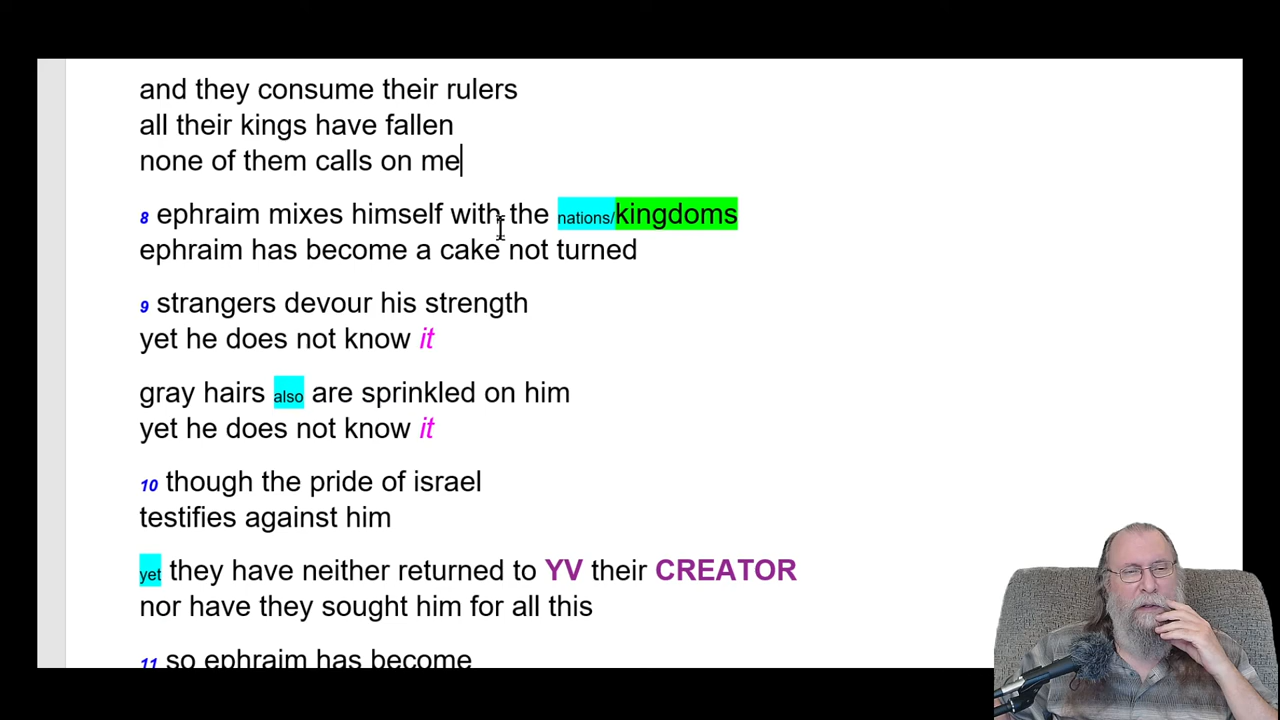 and they consume their rulers
all their kings have fallen
none of them calls on me
8 ephraim mixes himself with the nations/kingdoms
ephraim has become a cake not turned
9 strangers devour his strength
yet he does not know it
gray hairs also are sprinkled on him
yet he does not know it
10 though the pride of israel
testifies against him
yet they have neither returned to YV their CREATOR
nor have they sought him for all this
11 so ephraim has become